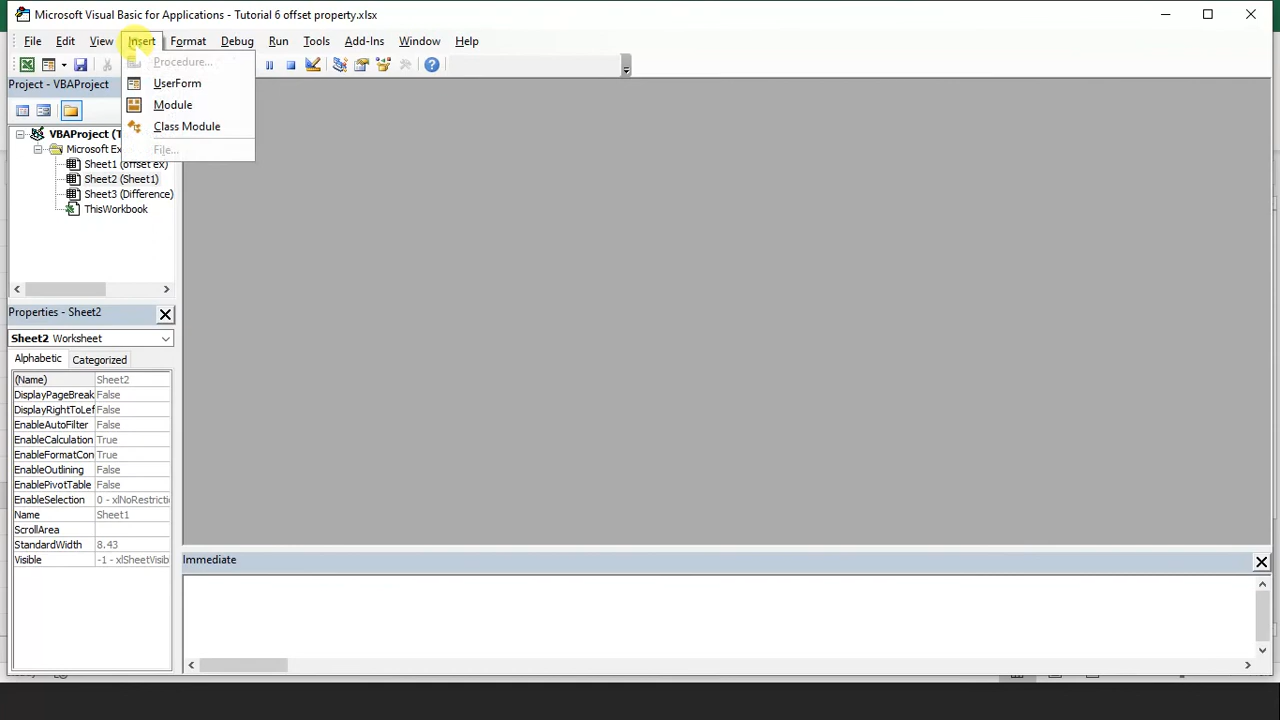 Microsoft Visual Basic for Applications - Tutorial 6 offset property.xlsx
File Edit View Insert Format Debug Run Tools Add-Ins Window Help
Procedure...
UserForm
Module
Class Module
File...
Project - VBAProject
VBAProject (T
Microsoft Ex
Sheet1 (offset ex)
Sheet2 (Sheet1)
Sheet3 (Difference)
ThisWorkbook
Properties - Sheet2
Sheet2 Worksheet
Alphabetic Categorized
(Name) Sheet2
DisplayPageBreak False
DisplayRightToLef False
EnableAutoFilter False
EnableCalculation True
EnableFormatCon True
EnableOutlining False
EnablePivotTable False
EnableSelection 0 - xlNoRestricti
Name Sheet1
ScrollArea
StandardWidth 8.43
Visible -1 - xlSheetVisib
Immediate